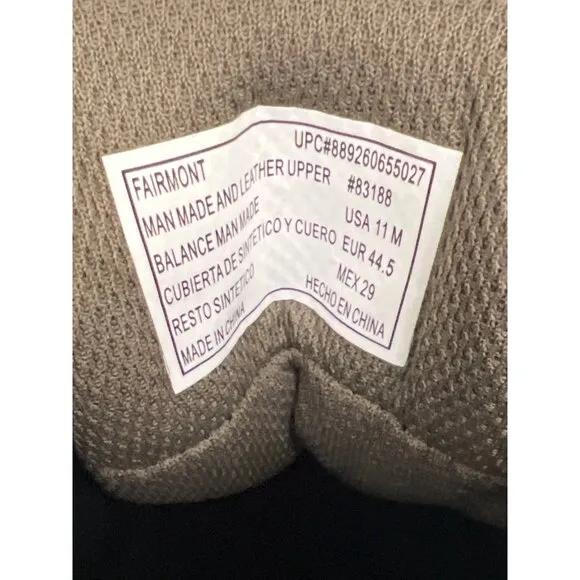 FAIRMONT UPC#889260655027
MAN MADE AND LEATHER UPPER #83188
BALANCE MAN MADE USA 11 M
CUBIERTA DE SINTETICO Y CUERO EUR 44.5
RESTO SINTETICO MEX 29
MADE IN CHINA HECHO EN CHINA